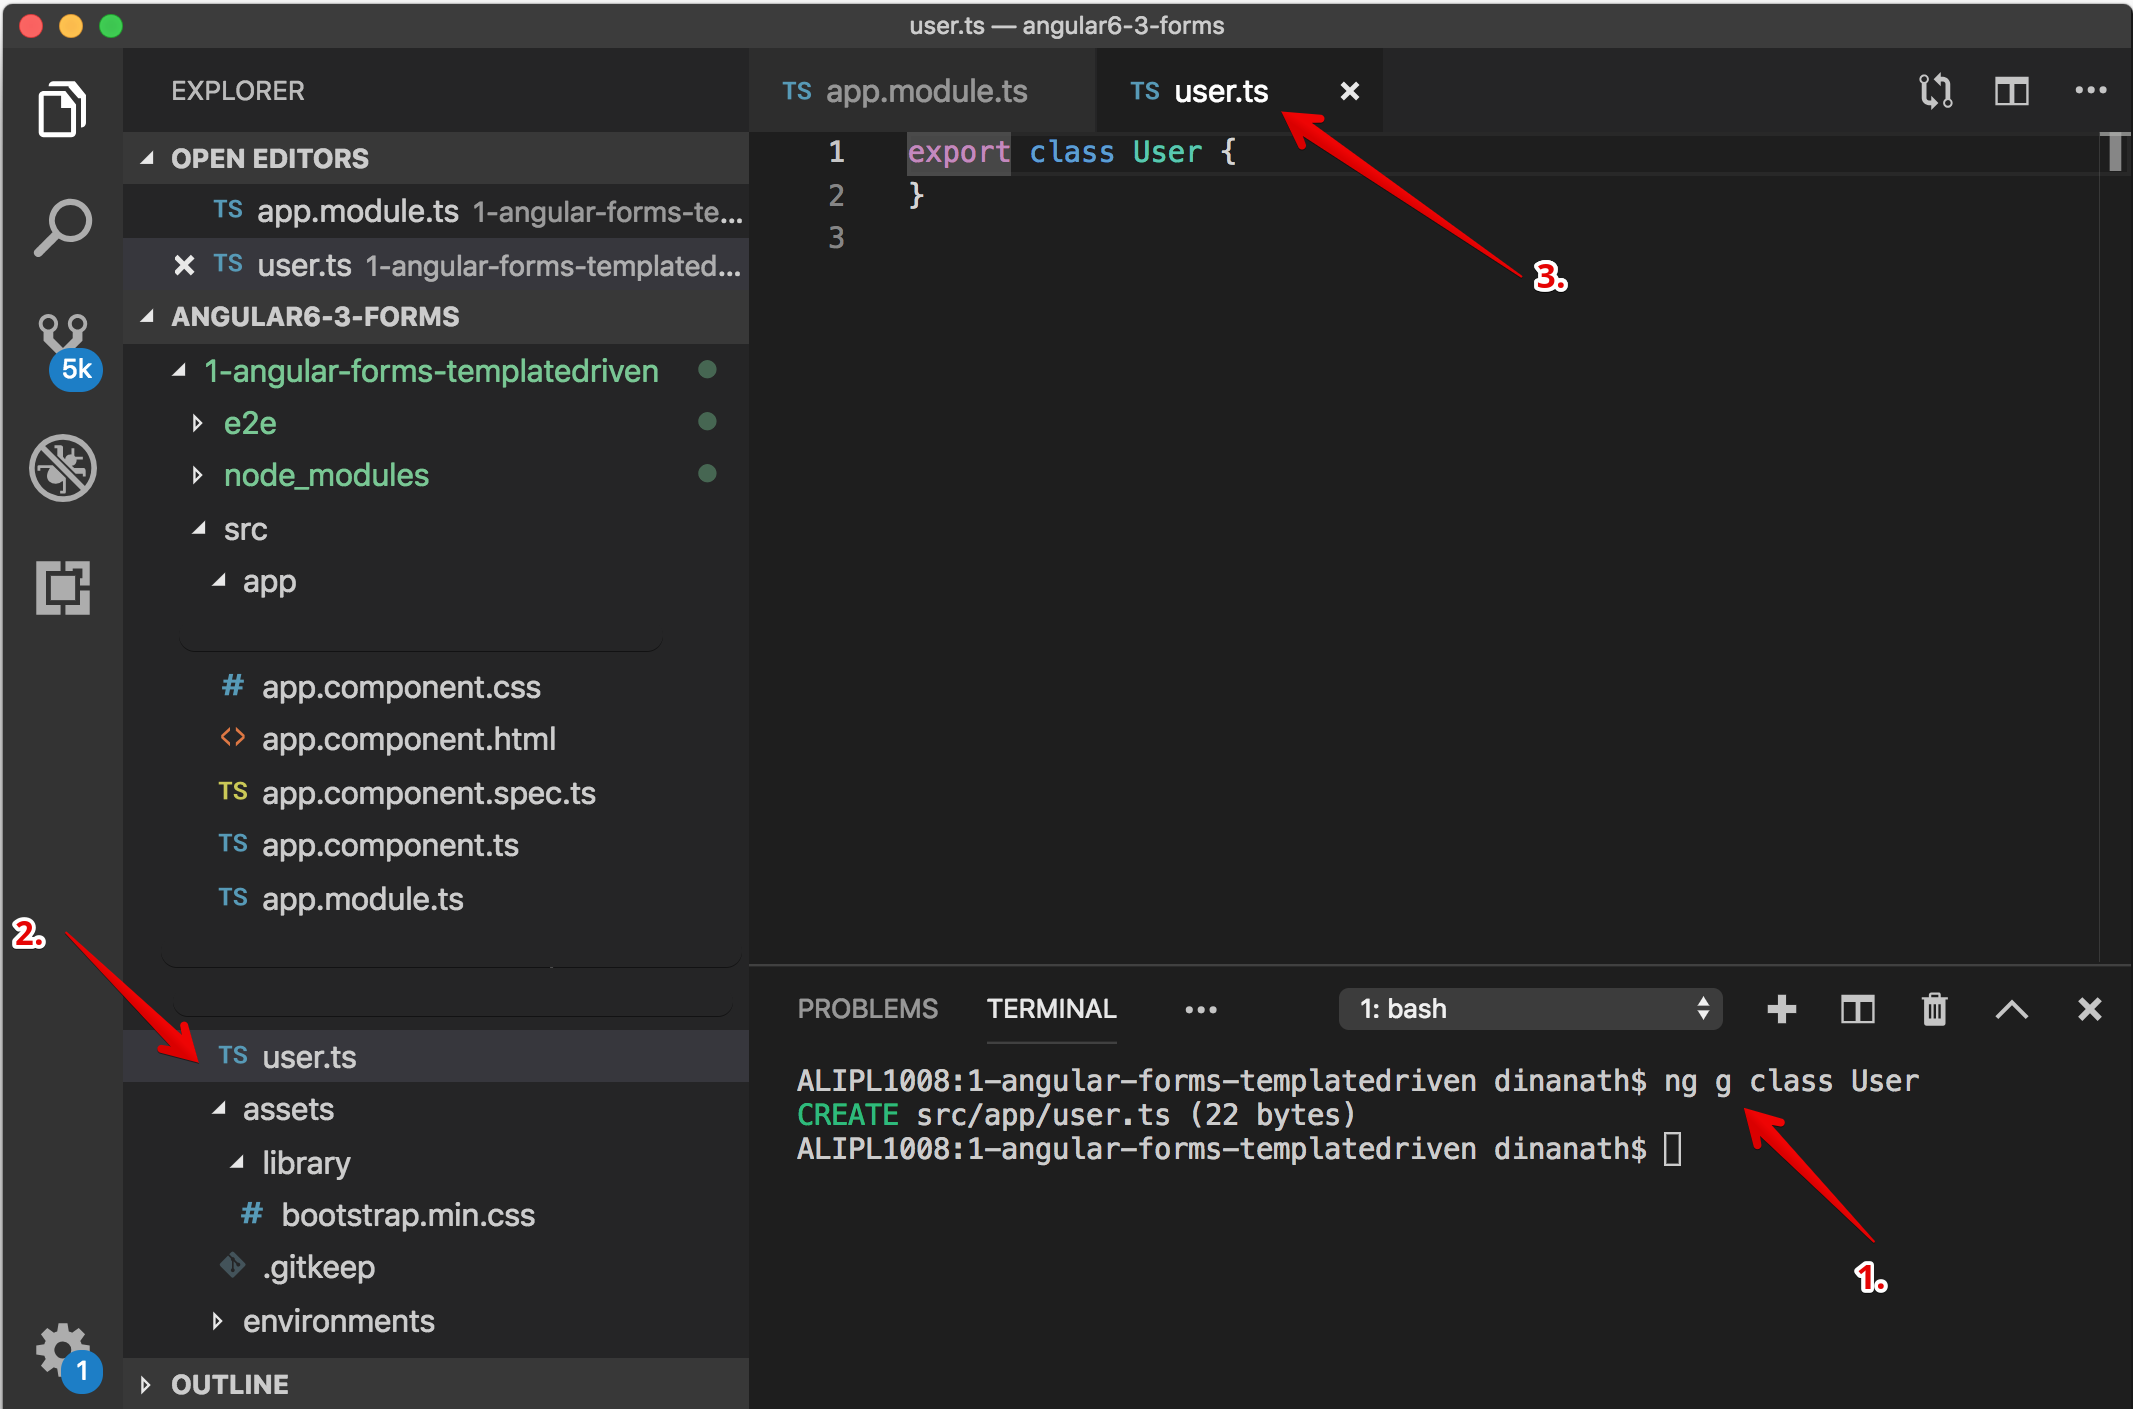 user.ts — angular6-3-forms
EXPLORER
OPEN EDITORS
TS app.module.ts 1-angular-forms-te...
TS user.ts 1-angular-forms-templated...
ANGULAR6-3-FORMS
1-angular-forms-templatedriven
e2e
node_modules
src
app
# app.component.css
<> app.component.html
TS app.component.spec.ts
TS app.component.ts
TS app.module.ts
2.
TS user.ts
assets
library
# bootstrap.min.css
.gitkeep
environments
OUTLINE
5k
1
TS app.module.ts
TS user.ts
1 export class User {
2 }
3
3.
PROBLEMS
TERMINAL
1: bash
ALIPL1008:1-angular-forms-templatedriven dinanath$ ng g class User
CREATE src/app/user.ts (22 bytes)
ALIPL1008:1-angular-forms-templatedriven dinanath$
1.